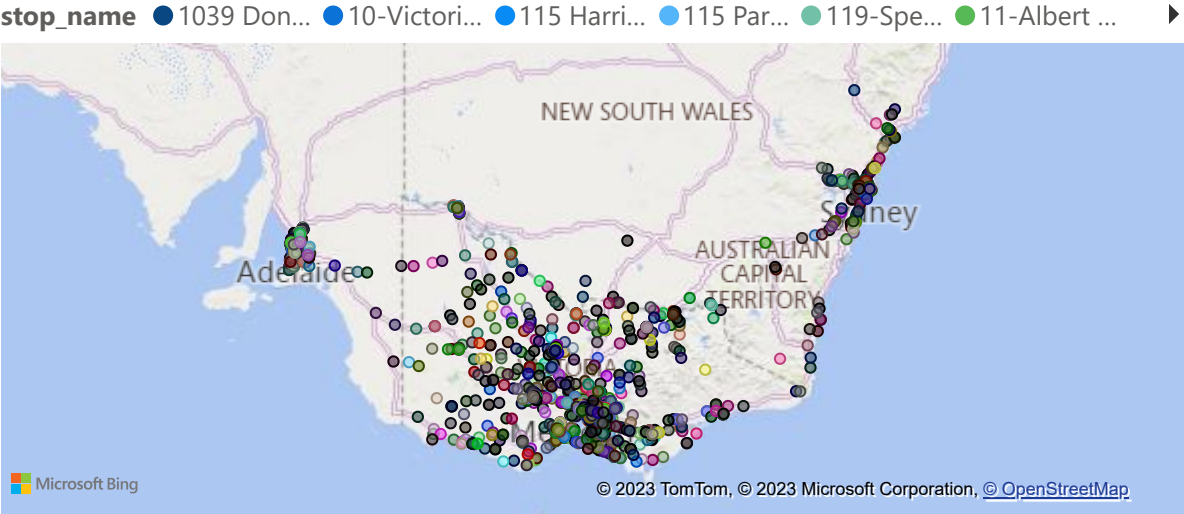 stop_name 1039 Don... 10-Victori... 115 Harri... 115 Par... 119-Spe... 11-Albert ...
NEW SOUTH WALES
Sydney
AUSTRALIAN
CAPITAL
TERRITORY
Adelaide
Microsoft Bing
© 2023 TomTom, © 2023 Microsoft Corporation, © OpenStreetMap